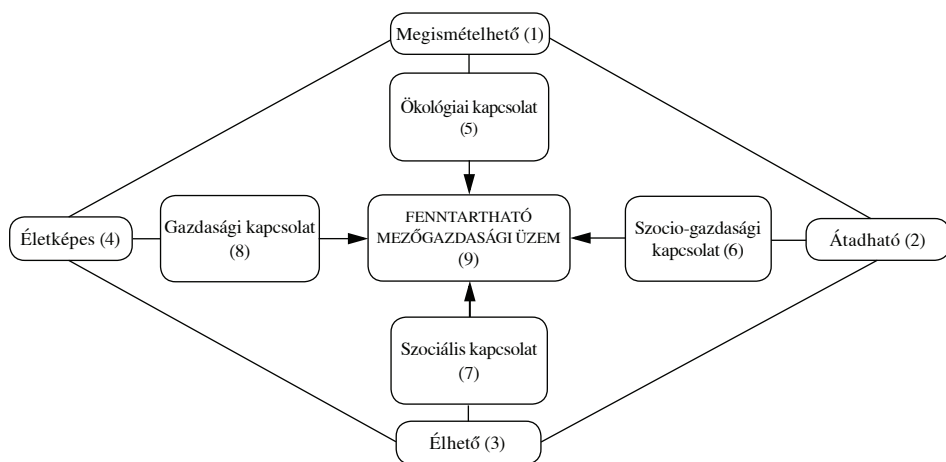 Megismételhető (1)
Ökológiai kapcsolat
(5)
Életképes (4)
Gazdasági kapcsolat
(8)
FENNTARTHATÓ
MEZŐGAZDASÁGI ÜZEM
(9)
Szocio-gazdasági
kapcsolat (6)
Átadható (2)
Szociális kapcsolat
(7)
Élhető (3)